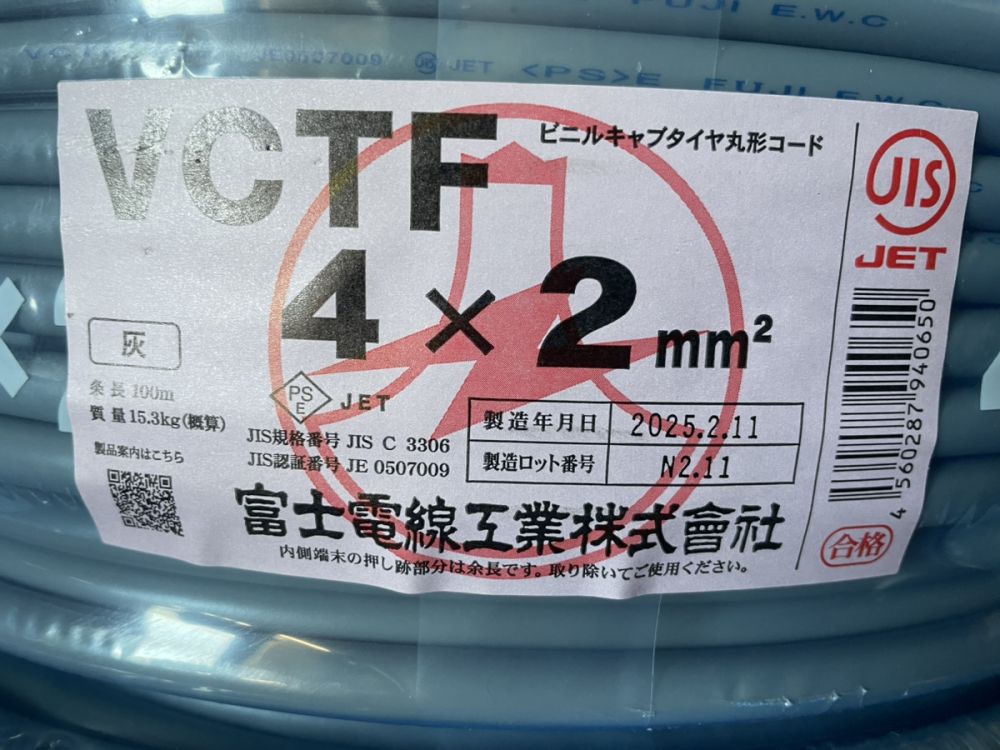 FUJI E.W.C
JE0507009 JIS JET <PS>E FUJI E.W.C
VCTF
ビニルキャブタイヤ丸形コード
4×2mm²
灰
条長100m
質量15.3kg(概算)
製品案内はこちら
PS
E
JET
JIS規格番号 JIS C 3306
JIS認証番号 JE 0507009
製造年月日 2025.2.11
製造ロット番号 N2.11
富士電線工業株式會社
内側端末の押し跡部分は余長です。取り除いてご使用ください。
JIS
JET
4 560287 940650
合格